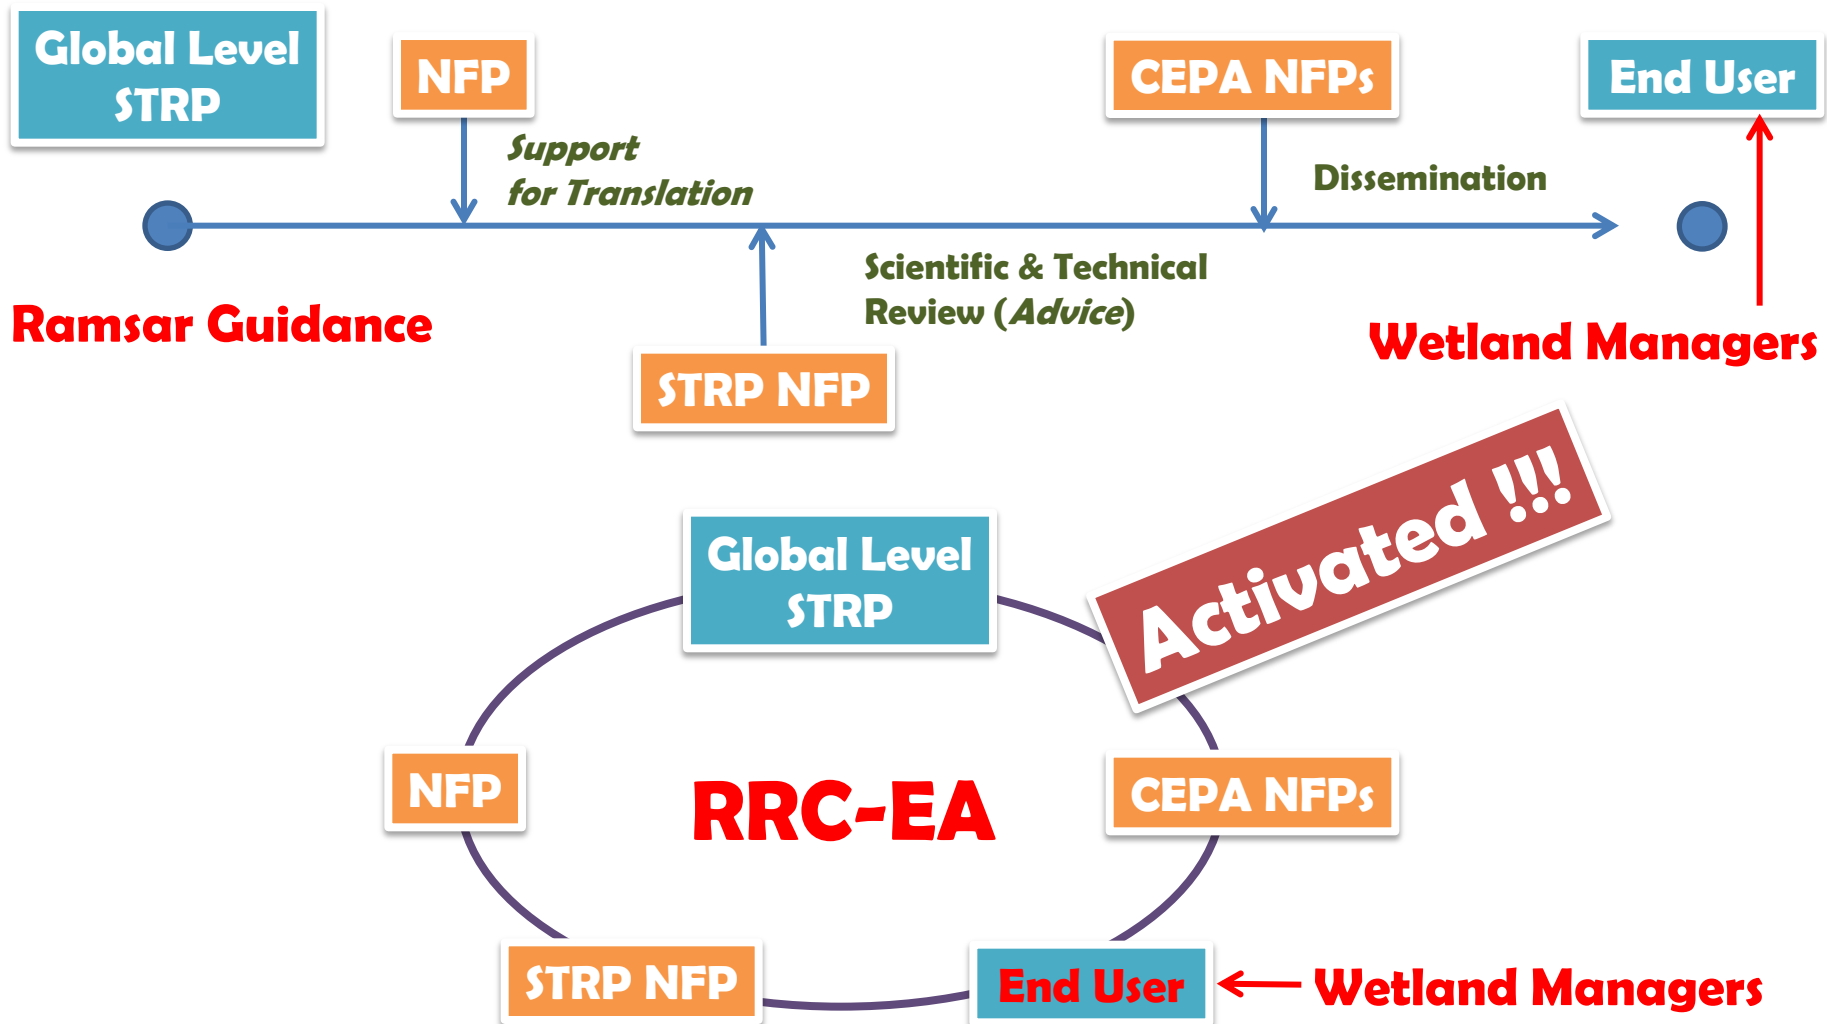 Global Level
STRP
NFP
CEPA NFPs
End User
Support
for Translation
Dissemination
Scientific & Technical
Review (Advice)
Ramsar Guidance
Wetland Managers
STRP NFP
Activated !!!
Global Level
STRP
NFP
RRC-EA
CEPA NFPs
STRP NFP
End User
Wetland Managers